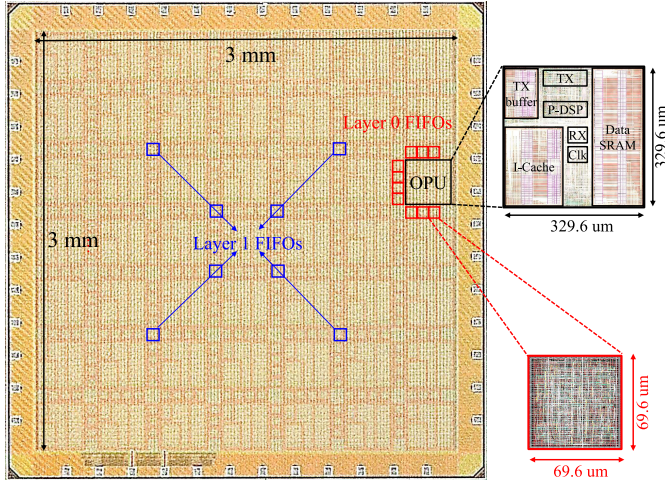 3 mm
TX
TX
buffer
P-DSP
Data
SRAM
RX
I-Cache
Clk
329.6 um
329.6 um
Layer 0 FIFOs
OPU
3 mm
Layer 1 FIFOs
69.6 um
69.6 um